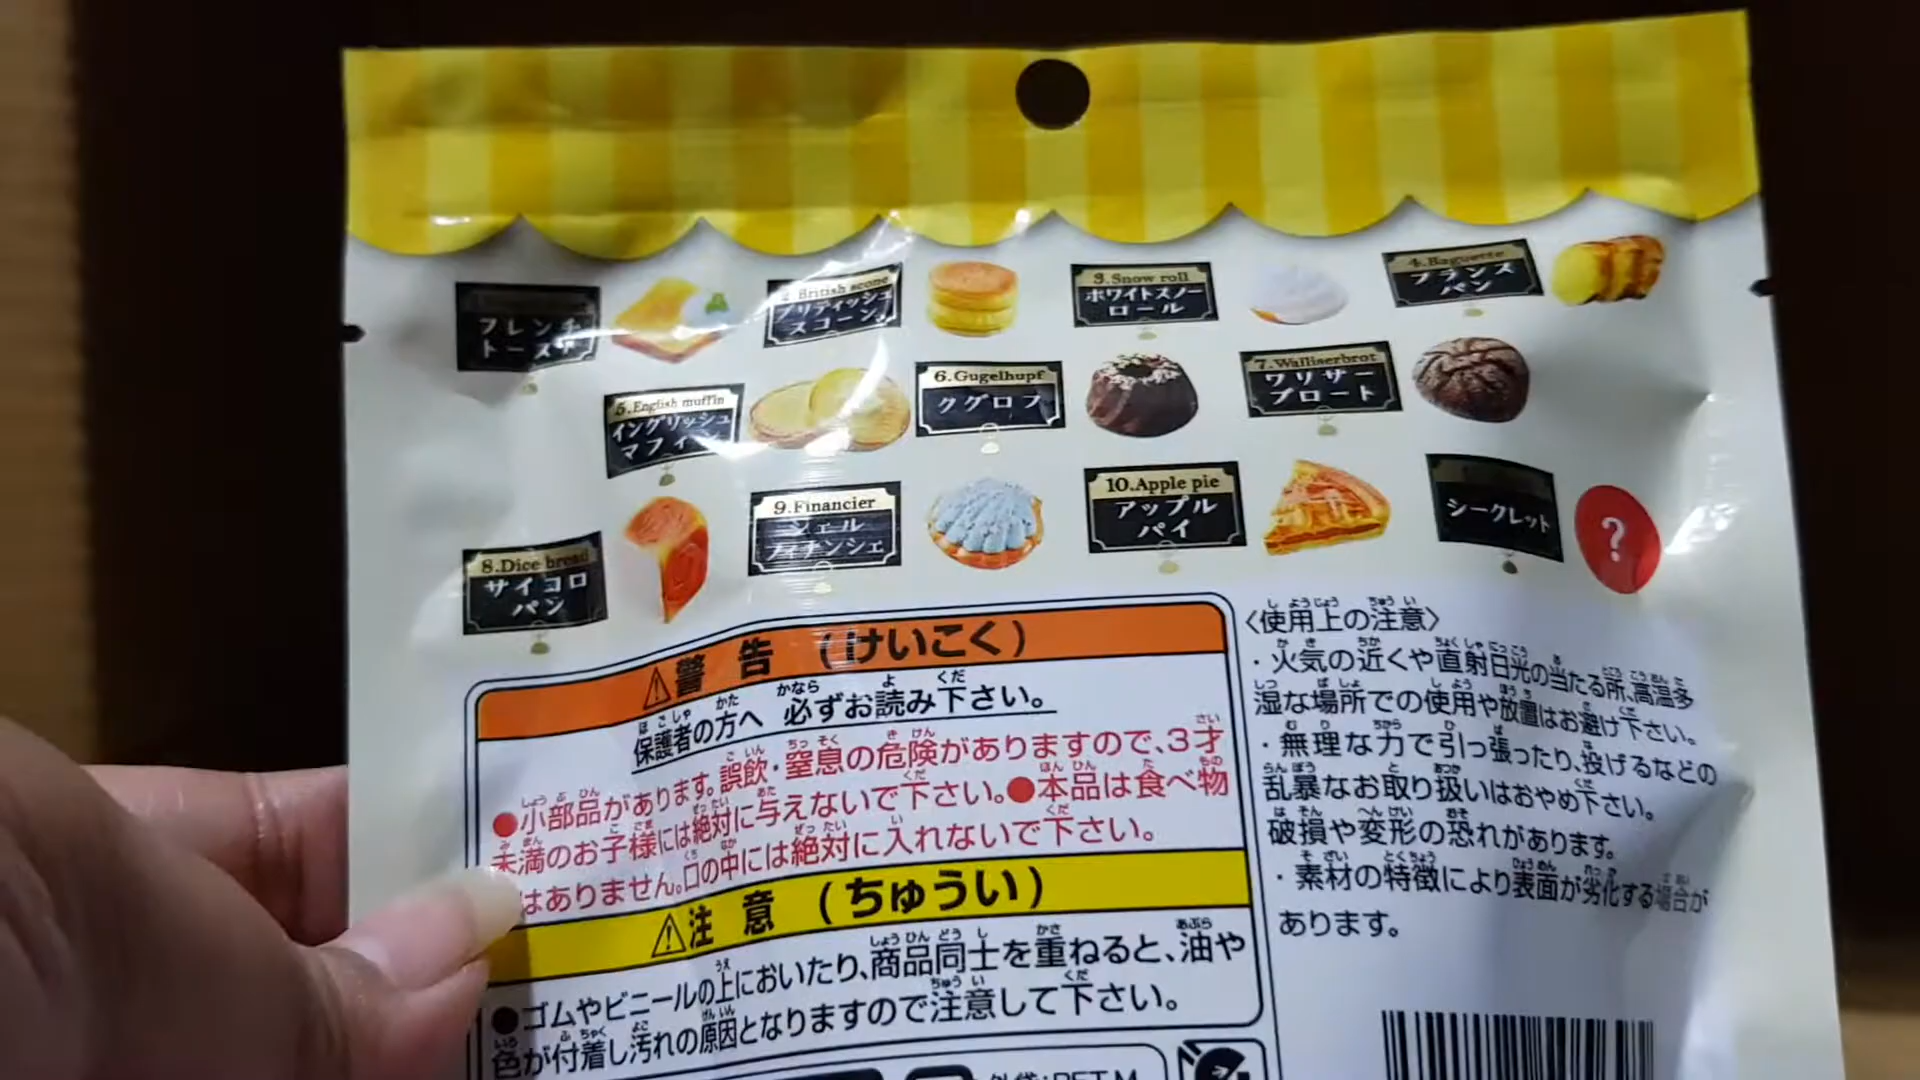 フレンチ
トースト
2.British scone
ブリティッシュ
スコーン
3.Snow roll
ホワイトスノー
ロール
4.Baguette
フランス
パン
5.English muffin
イングリッシュ
マフィン
6.Gugelhupf
クグロフ
7.Walliserbrot
ワリサー
ブロート
8.Dice bread
サイコロ
パン
9.Financier
シェル
フィナンシェ
10.Apple pie
アップル
パイ
シークレット
?
警告(けいこく)
保護者の方へ 必ずお読み下さい。
●小部品があります。誤飲・窒息の危険がありますので、3才
未満のお子様には絶対に与えないで下さい。●本品は食べ物
はありません。口の中には絶対に入れないで下さい。
注意(ちゅうい)
●ゴムやビニールの上においたり、商品同士を重ねると、油や
色が付着し汚れの原因となりますので注意して下さい。
外袋:PET,M
〈使用上の注意〉
・火気の近くや直射日光の当たる所、高温多
湿な場所での使用や放置はお避け下さい。
・無理な力で引っ張ったり、投げるなどの
乱暴なお取り扱いはおやめ下さい。
破損や変形の恐れがあります。
・素材の特徴により表面が劣化する場合が
あります。